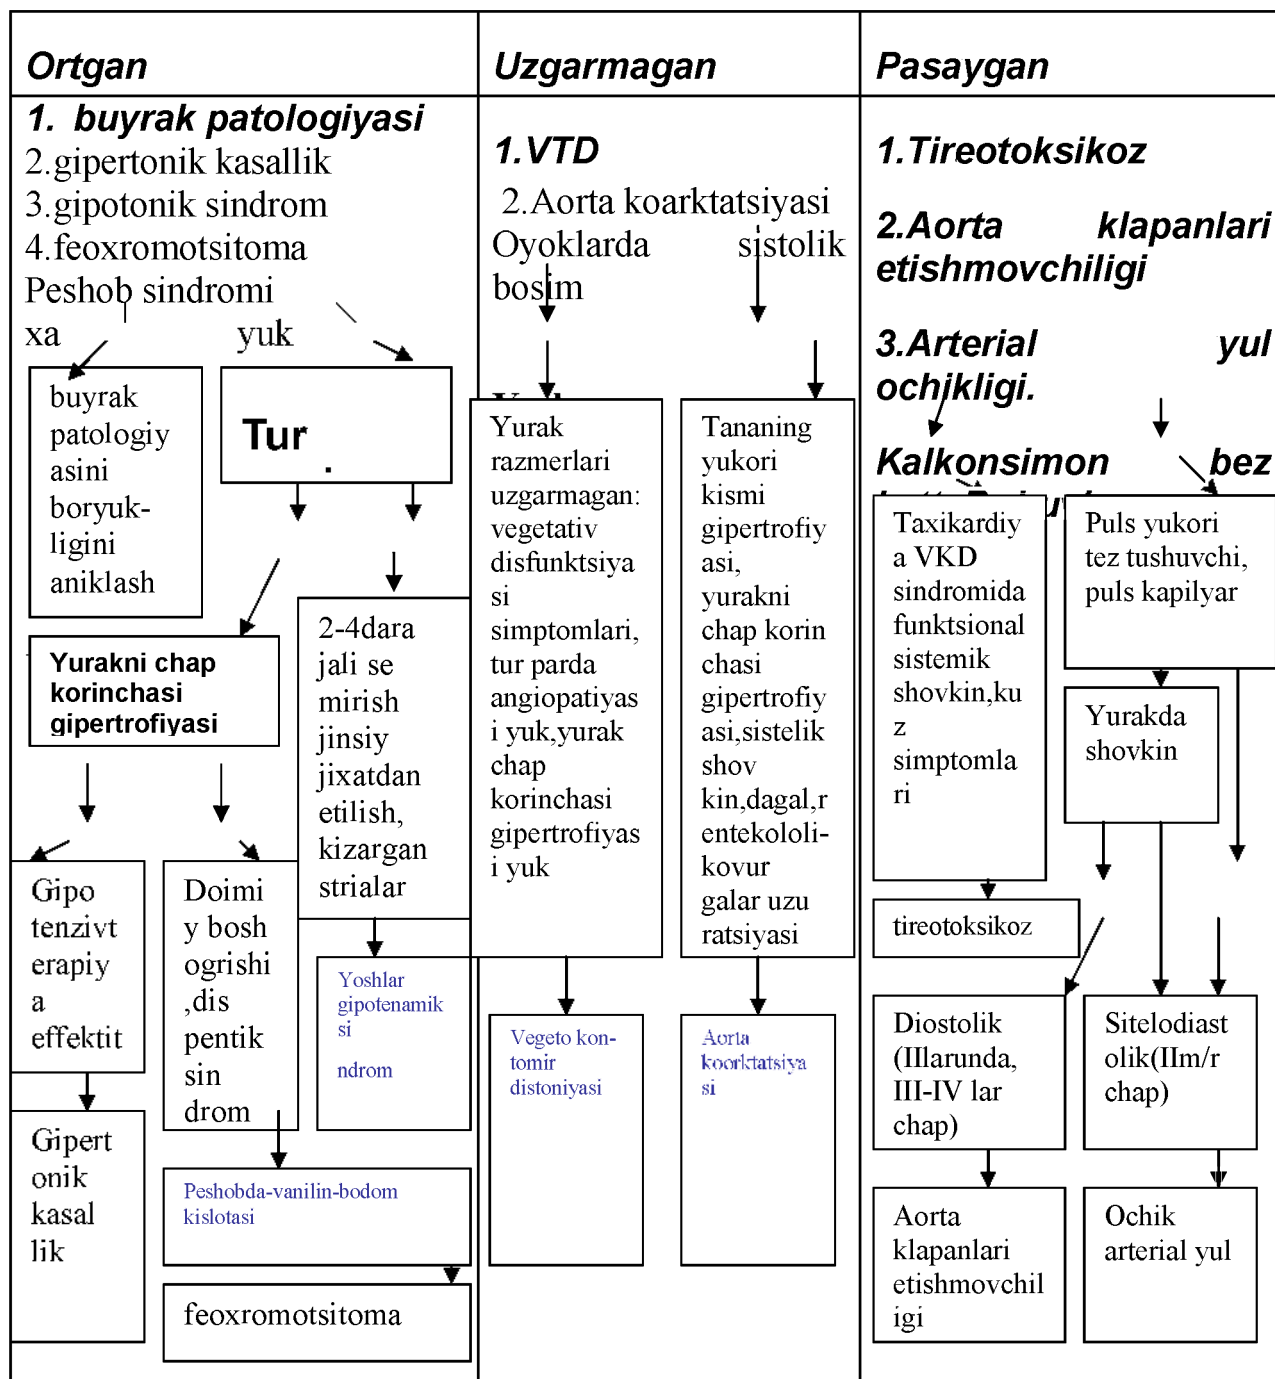 Ortgan
1. buyrak patologiyasi
2.gipertonik kasallik
3.gipotonik sindrom
4.feoxromotsitoma
Peshob sindromi
xa yuk
buyrak
patologiy
asini
boryuk-
ligini
aniklash
Tur
.
Yurakni chap
korinchasi
gipertrofiyasi
2-4dara
jali se
mirish
jinsiy
jixatdan
etilish,
kizargan
strialar
Gipo
tenzivt
erapiy
a
effektit
Doimi
y bosh
ogrishi
,dis
pentik
sin
drom
Yoshlar
gipotenamik
si
ndrom
Gipert
onik
kasal
lik
Peshobda-vanilin-bodom
kislotasi
feoxromotsitoma
Uzgarmagan
1.VTD
2.Aorta koarktatsiyasi
Oyoklarda sistolik
bosim
Yurak
razmerlari
uzgarmagan:
vegetativ
disfunktsiya
si
simptomlari,
tur parda
angiopatiyas
i yuk,yurak
chap
korinchasi
gipertrofiyas
i yuk
Tananing
yukori
kismi
gipertrofiy
asi,
yurakni
chap korin
chasi
gipertrofiy
asi,sistelik
shov
kin,dagal,r
entekololi-
kovur
galar uzu
ratsiyasi
Vegeto kon-
tomir
distoniyasi
Aorta
koorktatsiya
si
Pasaygan
1.Tireotoksikoz
2.Aorta klapanlari
etishmovchiligi
3.Arterial yul
ochikligi.
Kalkonsimon bez
Taxikardiy
a VKD
sindromida
funktsional
sistemik
shovkin,ku
z
simptomla
ri
Puls yukori
tez tushuvchi,
puls kapilyar
Yurakda
shovkin
tireotoksikoz
Diostolik
(IIlarunda,
III-IV lar
chap)
Sitelodiast
olik(IIm/r
chap)
Aorta
klapanlari
etishmovchil
igi
Ochik
arterial yul